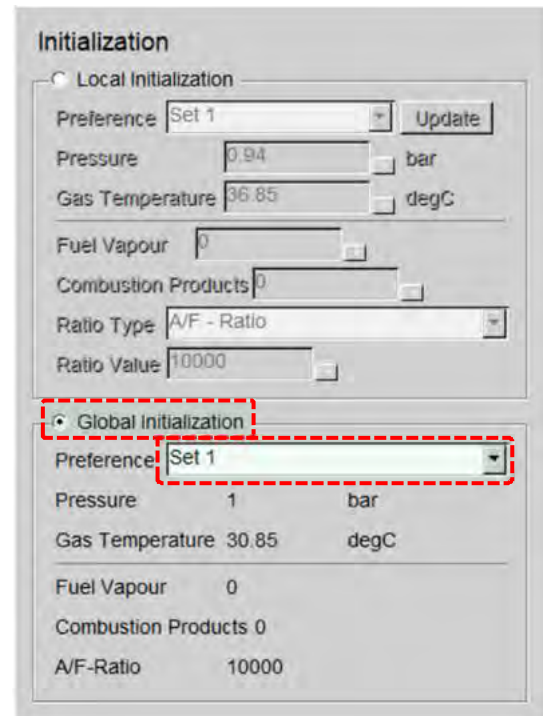 Initialization
Local Initialization
Preference Set 1 Update
Pressure 0.94 bar
Gas Temperature 36.85 degC
Fuel Vapour 0
Combustion Products 0
Ratio Type A/F - Ratio
Ratio Value 10000
Global Initialization
Preference Set 1
Pressure 1 bar
Gas Temperature 30.85 degC
Fuel Vapour 0
Combustion Products 0
A/F-Ratio 10000